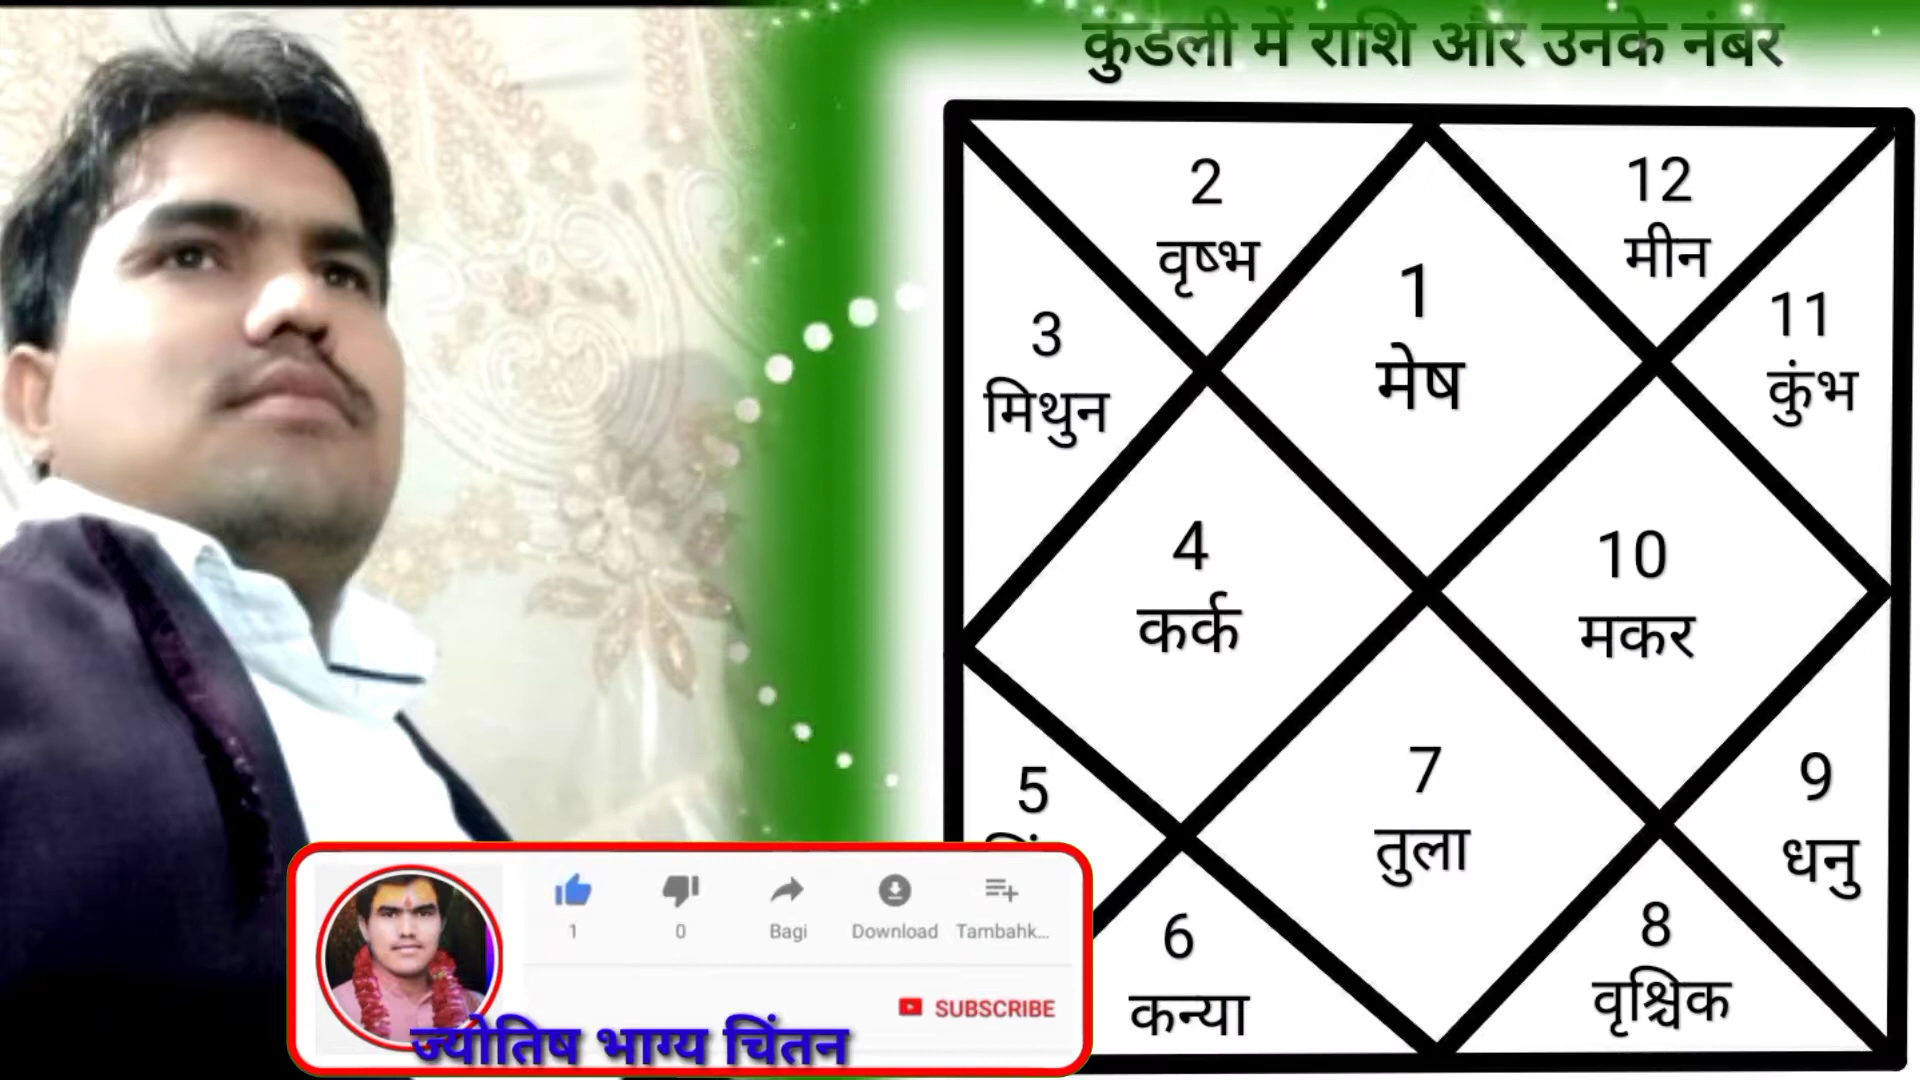 कुंडली में राशि और उनके नंबर
2
वृष्भ
12
मीन
1
मेष
3
मिथुन
11
कुंभ
4
कर्क
10
मकर
5
7
तुला
9
धनु
6
कन्या
8
वृश्चिक
1 0 Bagi Download Tambahk...
SUBSCRIBE
ज्योतिष भाग्य चिंतन